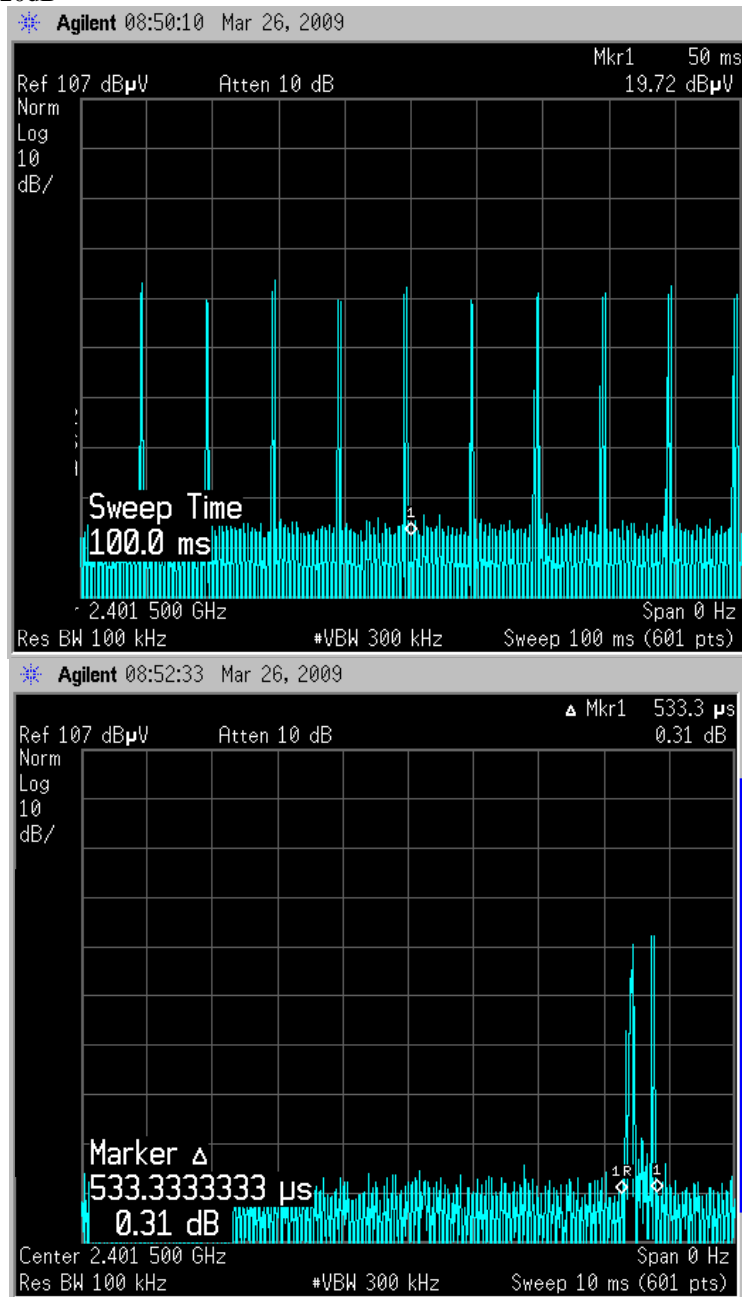 Agilent 08:50:10 Mar 26, 2009
Mkr1 50 ms
Ref 107 dBµV Atten 10 dB 19.72 dBµV
Norm
Log
10
dB/
1
Sweep Time
100.0 ms
2.401 500 GHz Span 0 Hz
Res BW 100 kHz #VBW 300 kHz Sweep 100 ms (601 pts)
Agilent 08:52:33 Mar 26, 2009
Δ Mkr1 533.3 µs
Ref 107 dBµV Atten 10 dB 0.31 dB
Norm
Log
10
dB/
1R 1
Marker Δ
533.3333333 µs
0.31 dB
Center 2.401 500 GHz Span 0 Hz
Res BW 100 kHz #VBW 300 kHz Sweep 10 ms (601 pts)